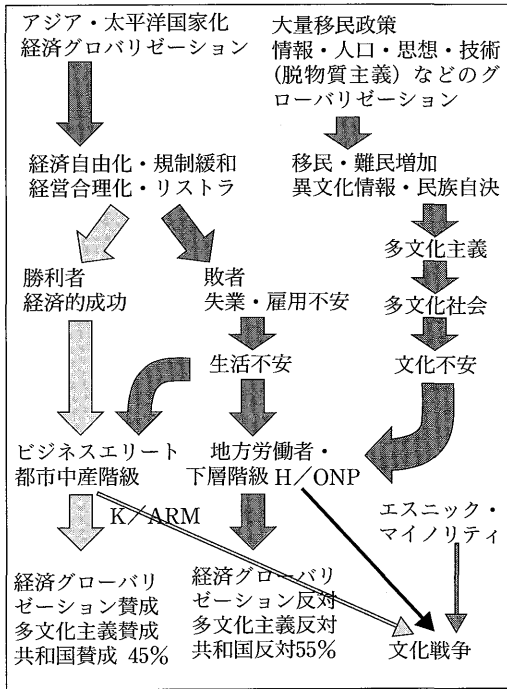 アジア・太平洋国家化
経済グロバリゼーション
大量移民政策
情報・人口・思想・技術
(脱物質主義)などのグ
ローバリゼーション
経済自由化・規制緩和
経営合理化・リストラ
移民・難民増加
異文化情報・民族自決
多文化主義
勝利者
経済的成功
敗者
失業・雇用不安
多文化社会
生活不安
文化不安
ビジネスエリート
都市中産階級
地方労働者・
下層階級 H/ONP
K/ARM
エスニック・
マイノリティ
経済グローバリ
ゼーション賛成
多文化主義賛成
共和国賛成 45%
経済グローバリ
ゼーション反対
多文化主義反対
共和国反対55%
文化戦争